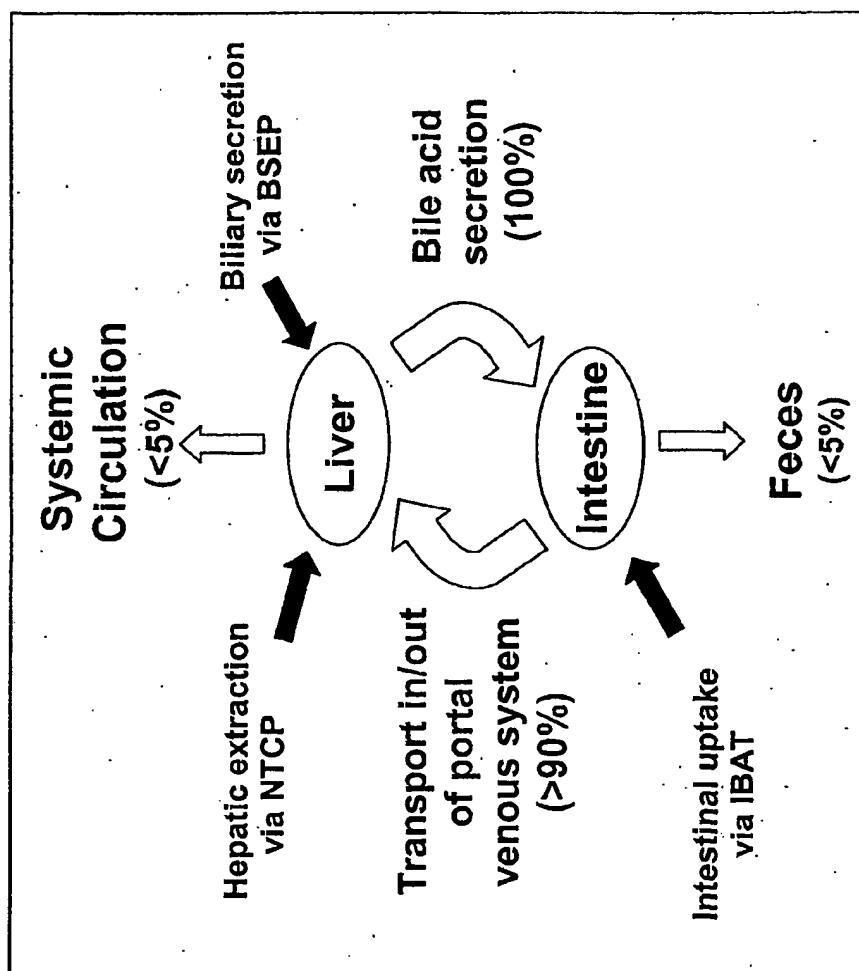 Systemic
Circulation
(<5%)
Hepatic extraction
via NTCP
Biliary secretion
via BSEP
Liver
Transport in/out
of portal
venous system
(>90%)
Bile acid
secretion
(100%)
Intestine
Intestinal uptake
via IBAT
Feces
(<5%)